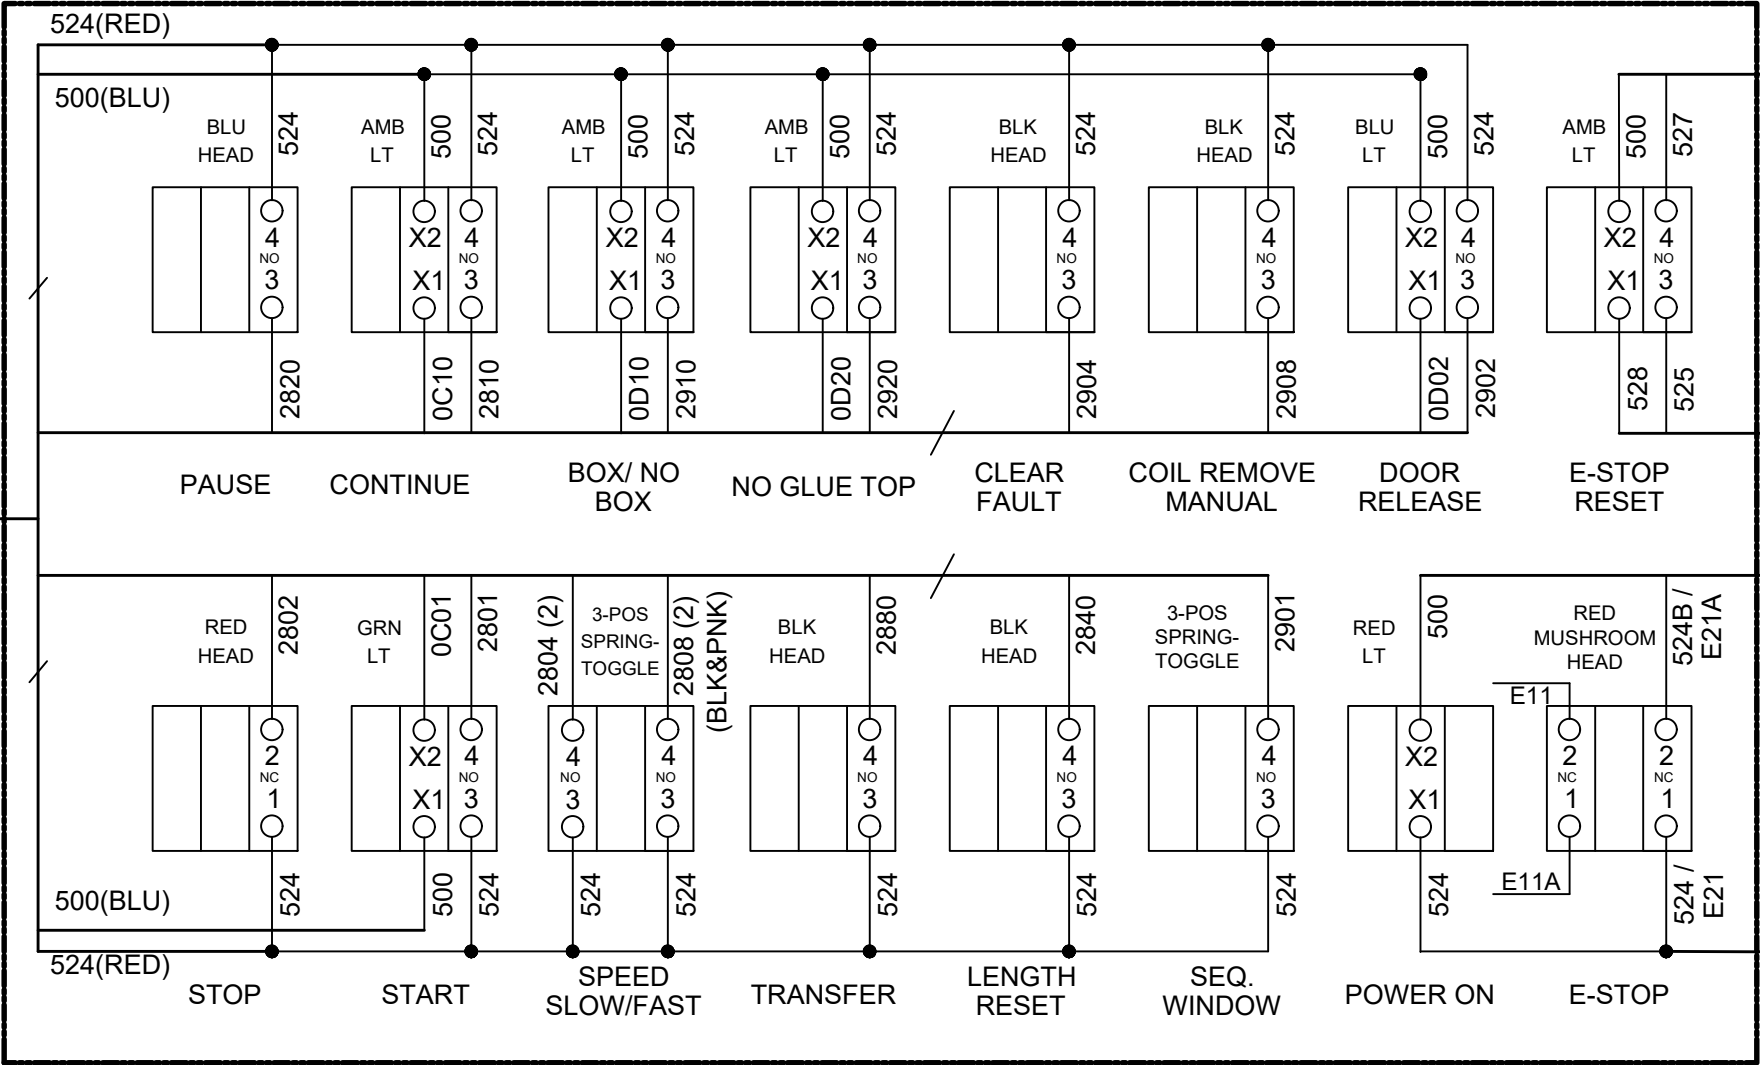 524(RED)
500(BLU)
BLU
HEAD
524
AMB
LT
500
524
AMB
LT
500
524
AMB
LT
500
524
BLK
HEAD
524
BLK
HEAD
524
BLU
LT
500
524
AMB
LT
500
527
4
NO
3
X2
X1
4
NO
3
X2
X1
4
NO
3
X2
X1
4
NO
3
4
NO
3
4
NO
3
X2
X1
4
NO
3
X2
X1
4
NO
3
2820
0C10
2810
0D10
2910
0D20
2920
2904
2908
0D02
2902
528
525
PAUSE
CONTINUE
BOX/ NO
BOX
NO GLUE TOP
CLEAR
FAULT
COIL REMOVE
MANUAL
DOOR
RELEASE
E-STOP
RESET
RED
HEAD
2802
GRN
LT
0C01
2801
2804 (2)
3-POS
SPRING-
TOGGLE
2808 (2)
(BLK&PNK)
BLK
HEAD
2880
BLK
HEAD
2840
3-POS
SPRING-
TOGGLE
2901
RED
LT
500
RED
MUSHROOM
HEAD
524B /
E21A
E11
2
NC
1
X2
X1
4
NO
3
4
NO
3
4
NO
3
4
NO
3
4
NO
3
4
NO
3
X2
X1
2
NC
1
2
NC
1
E11A
500(BLU)
524
500
524
524
524
524
524
524
524
524 /
E21
524(RED)
STOP
START
SPEED
SLOW/FAST
TRANSFER
LENGTH
RESET
SEQ.
WINDOW
POWER ON
E-STOP